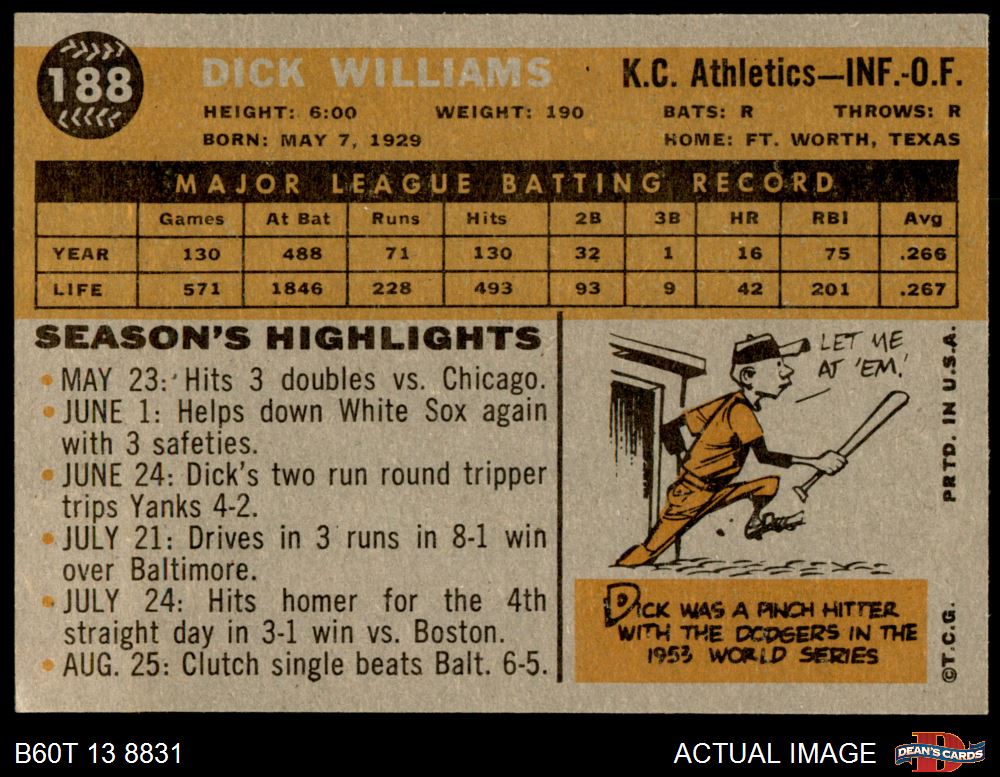 188
DICK WILLIAMS
K.C. Athletics—INF.-O.F.
HEIGHT: 6:00 WEIGHT: 190 BATS: R THROWS: R
BORN: MAY 7, 1929 HOME: FT. WORTH, TEXAS
MAJOR LEAGUE BATTING RECORD
Games At Bat Runs Hits 2B 3B HR RBI Avg
YEAR 130 488 71 130 32 1 16 75 .266
LIFE 571 1846 228 493 93 9 42 201 .267
SEASON'S HIGHLIGHTS
• MAY 23: Hits 3 doubles vs. Chicago.
• JUNE 1: Helps down White Sox again
with 3 safeties.
• JUNE 24: Dick's two run round tripper
trips Yanks 4-2.
• JULY 21: Drives in 3 runs in 8-1 win
over Baltimore.
• JULY 24: Hits homer for the 4th
straight day in 3-1 win vs. Boston.
• AUG. 25: Clutch single beats Balt. 6-5.
LET ME
AT 'EM!
DICK WAS A PINCH HITTER
WITH THE DODGERS IN THE
1953 WORLD SERIES
©T.C.G. PRTD. IN U.S.A.
B60T 13 8831
ACTUAL IMAGE
D
DEAN'S CARDS